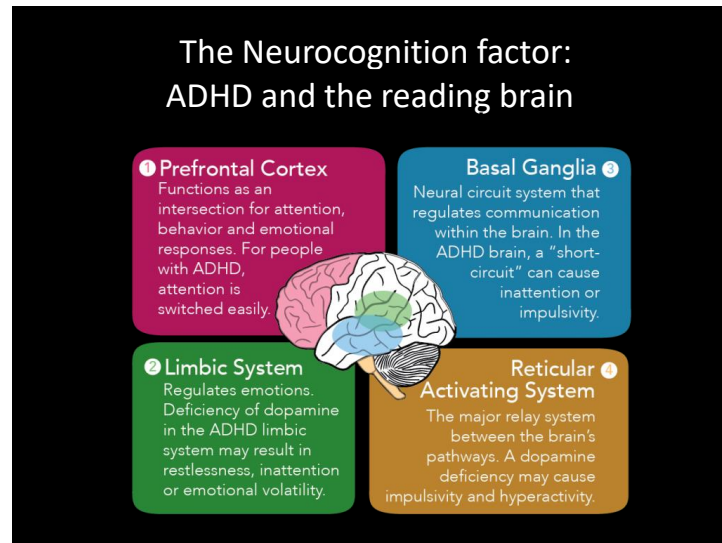 The Neurocognition factor:
ADHD and the reading brain
1 Prefrontal Cortex
Functions as an
intersection for attention,
behavior and emotional
responses. For people
with ADHD,
attention is
switched easily.
Basal Ganglia 3
Neural circuit system that
regulates communication
within the brain. In the
ADHD brain, a “short-
circuit” can cause
inattention or
impulsivity.
2 Limbic System
Regulates emotions.
Deficiency of dopamine
in the ADHD limbic
system may result in
restlessness, inattention
or emotional volatility.
Reticular 4
Activating System
The major relay system
between the brain’s
pathways. A dopamine
deficiency may cause
impulsivity and hyperactivity.